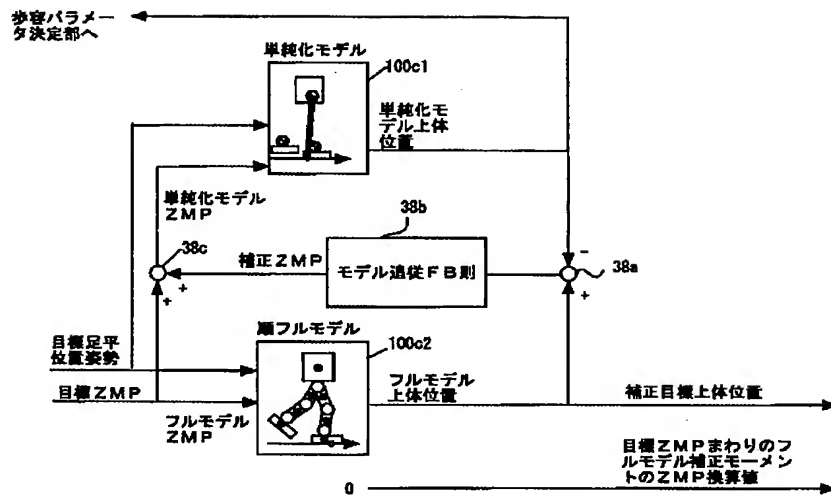 歩容パラメー
タ決定部へ
単純化モデル
100c1
単純化モ
デル上体
位置
単純化モデル
ZMP
38b
38c
補正ZMP
モデル追従FB則
-
38a
+
+
+
目標足平
位置姿勢
順フルモデル
100c2
目標ZMP
フルモデル
ZMP
フルモデル
上体位置
補正目標上体位置
目標ZMPまわりのフ
ルモデル補正モーメン
トのZMP換算値
0